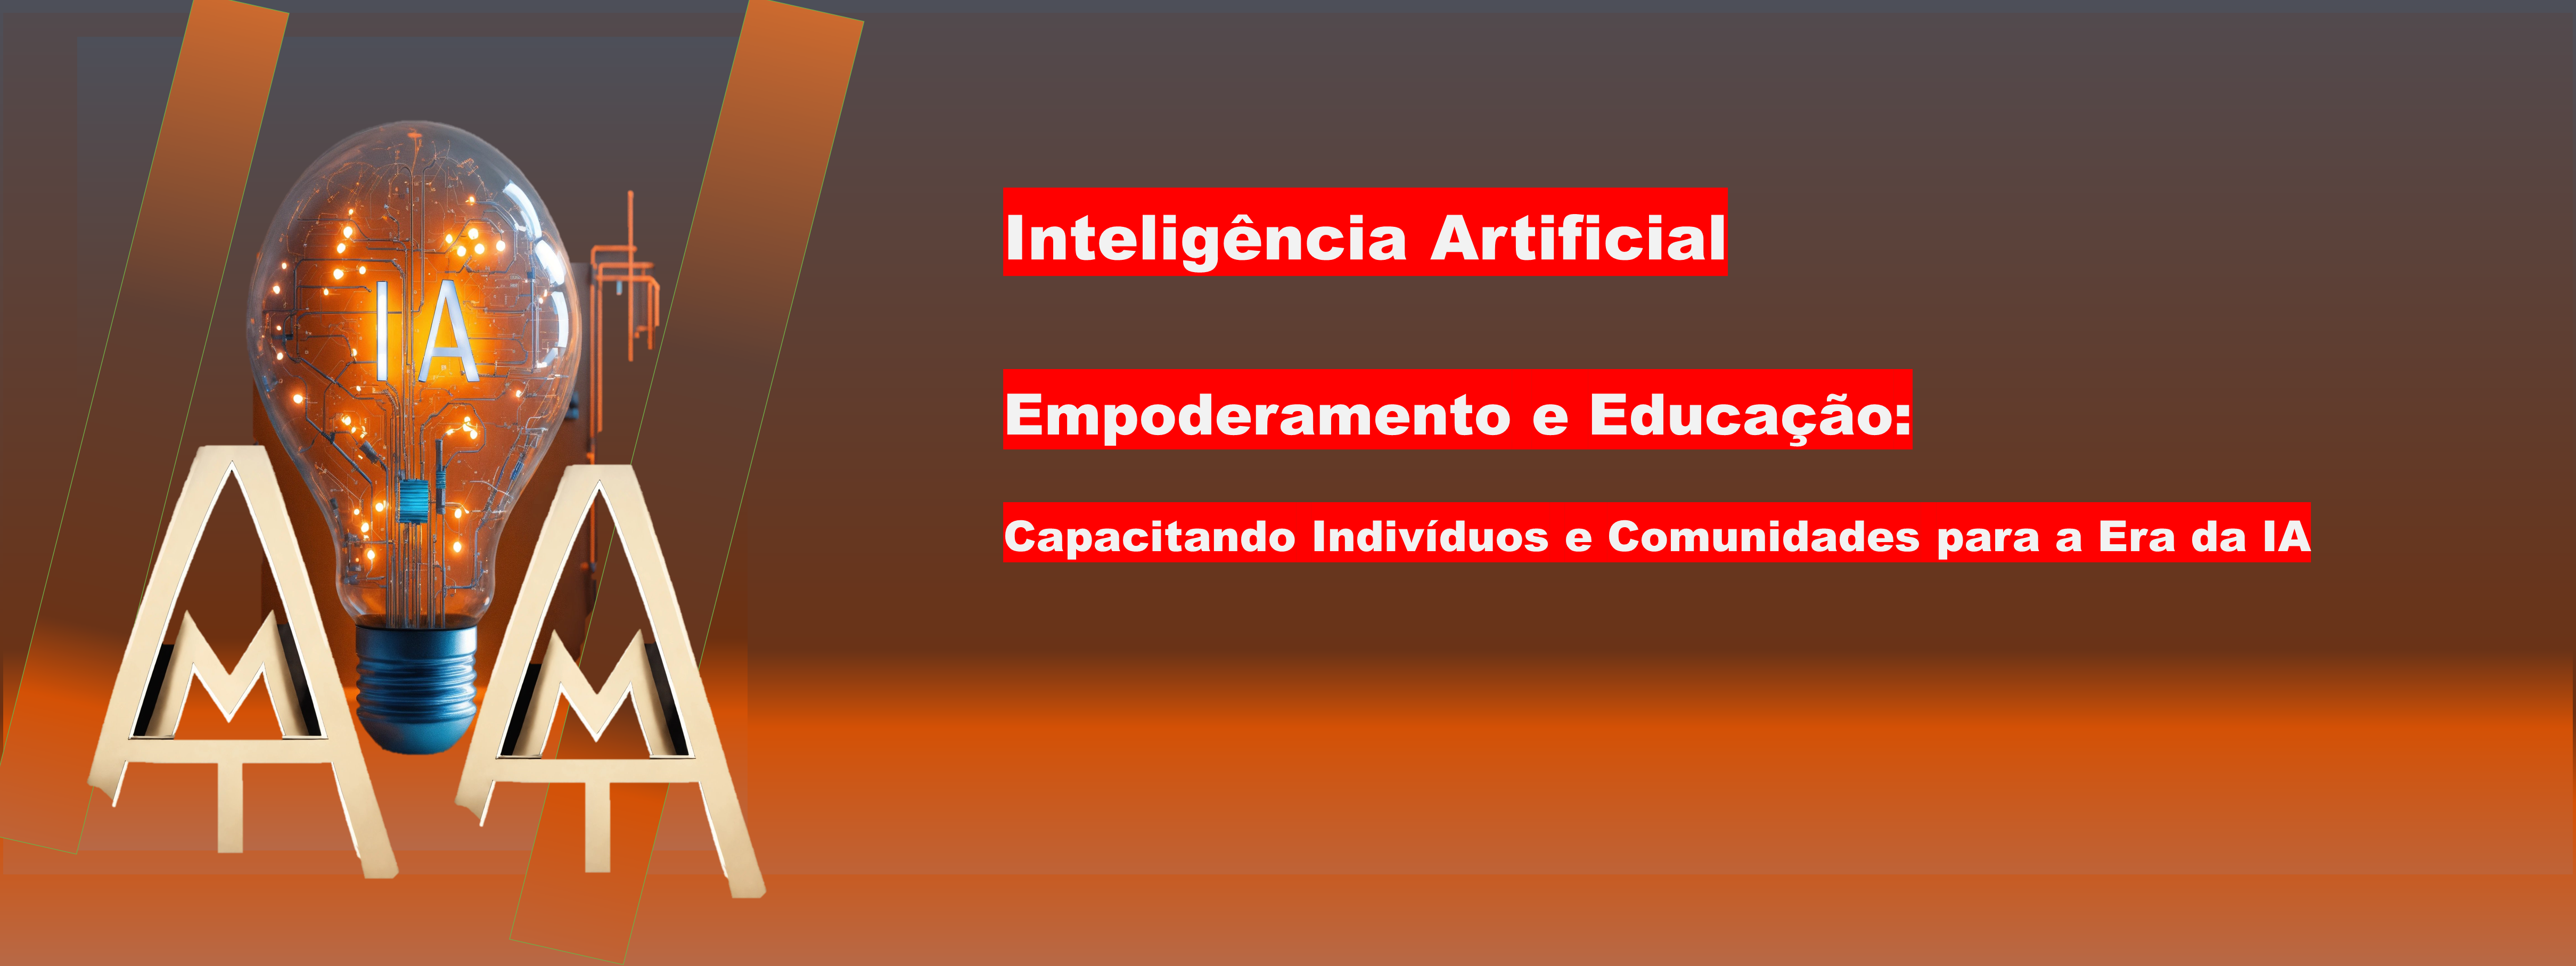 IA
Inteligência Artificial
Empoderamento e Educação:
Capacitando Indivíduos e Comunidades para a Era da IA